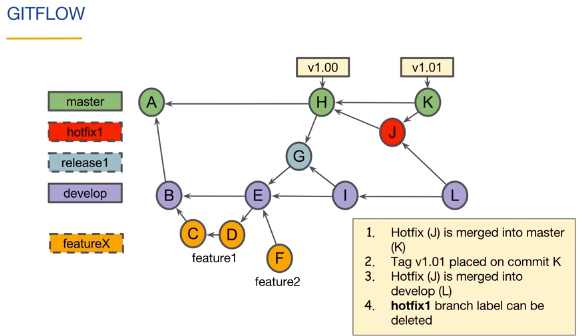 GITFLOW
v1.00
v1.01
master
A
H
K
hotfix1
J
release1
G
develop
B
E
I
L
featureX
C
D
F
feature1
feature2
1. Hotfix (J) is merged into master
(K)
2. Tag v1.01 placed on commit K
3. Hotfix (J) is merged into
develop (L)
4. hotfix1 branch label can be
deleted